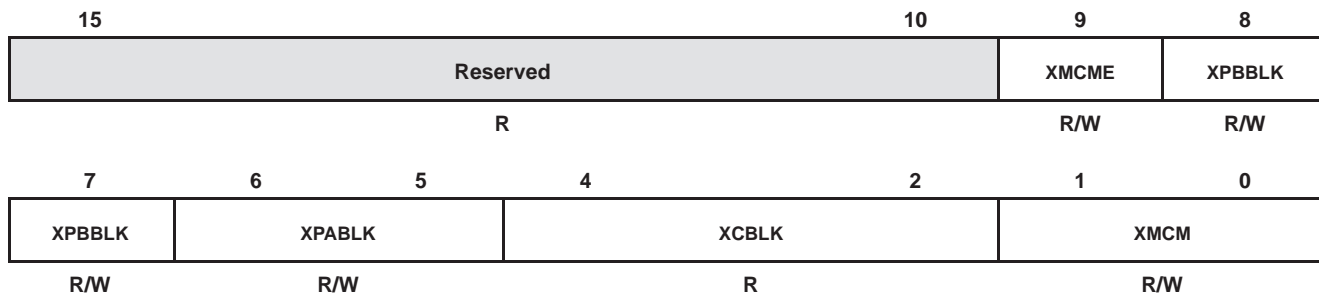 15 10 9 8
Reserved XMCME XPBBLK
R R/W R/W
7 6 5 4 2 1 0
XPBBLK XPABLK XCBLK XMCM
R/W R/W R R/W